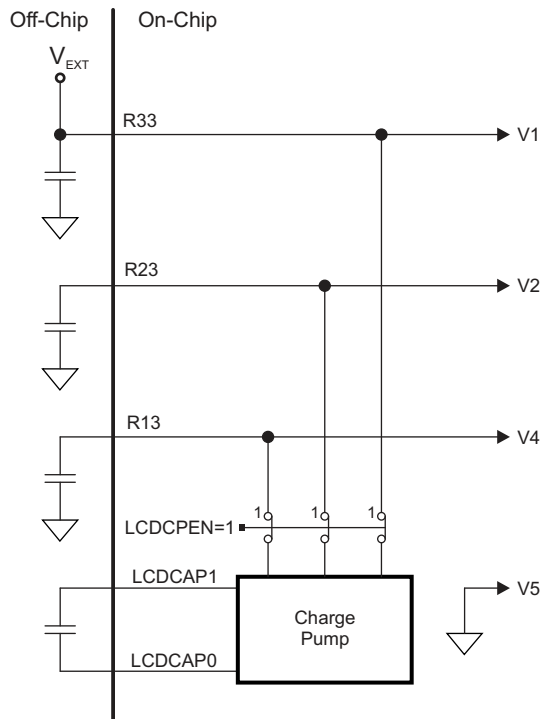 Off-Chip
On-Chip
VEXT
R33
V1
R23
V2
R13
V4
1
1
1
LCDCPEN=1
LCDCAP1
V5
Charge
Pump
LCDCAP0